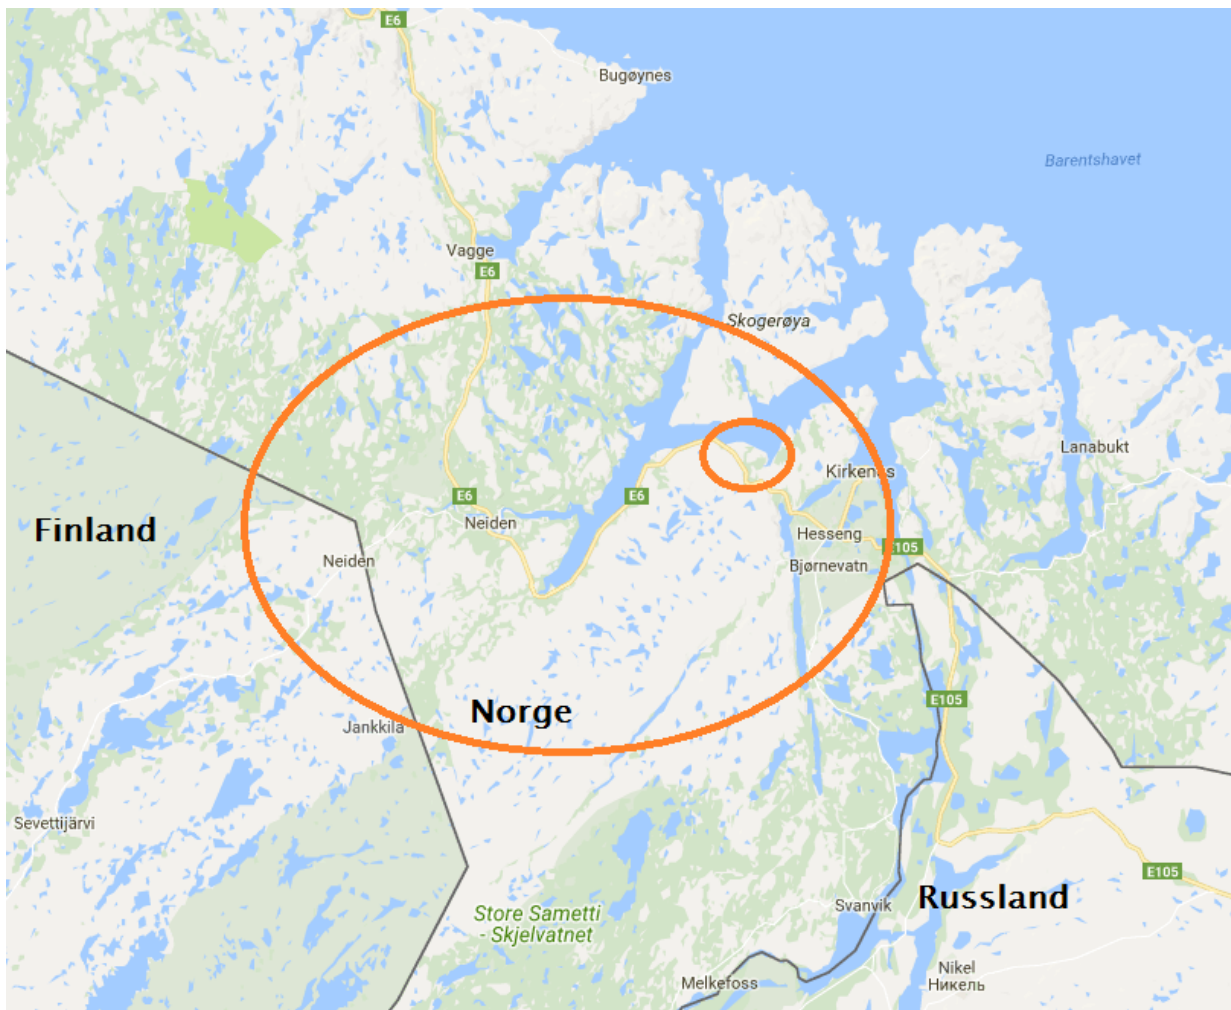 E6
Bugøynes
Barentshavet
Vagge
E6
Skogerøya
Lanabukt
Kirkenes
E6
E6
Neiden
Finland
Hesseng
E105
Neiden
Bjørnevatn
E105
Norge
Jankkila
Sevettijärvi
E105
Russland
Svanvik
Store Sametti
- Skjelvatnet
Nikel
Никель
Melkefoss